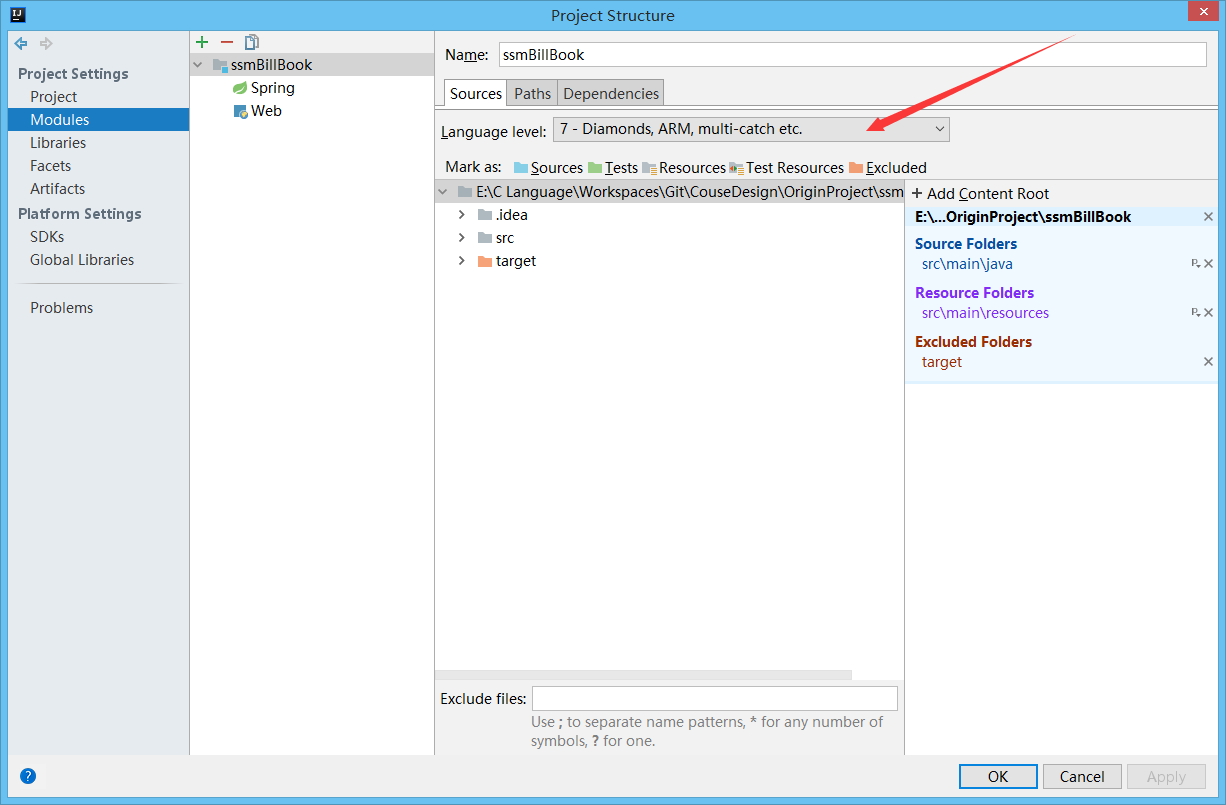 Project Structure
Project Settings
Project
Modules
Libraries
Facets
Artifacts
Platform Settings
SDKs
Global Libraries
Problems
ssmBillBook
Spring
Web
Name: ssmBillBook
Sources Paths Dependencies
Language level: 7 - Diamonds, ARM, multi-catch etc.
Mark as: Sources Tests Resources Test Resources Excluded
E:\C Language\Workspaces\Git\CouseDesign\OriginProject\ssm
.idea
src
target
+ Add Content Root
E:\...OriginProject\ssmBillBook
Source Folders
src\main\java
Resource Folders
src\main\resources
Excluded Folders
target
Exclude files:
Use ; to separate name patterns, * for any number of
symbols, ? for one.
OK Cancel Apply